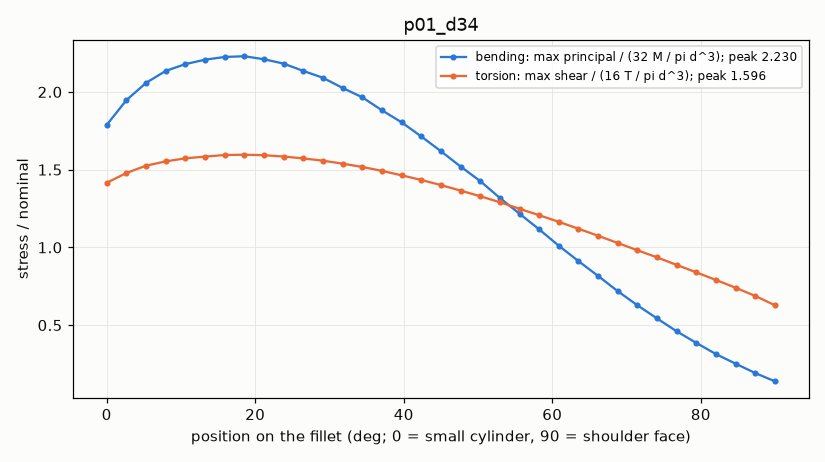 p01_d34
bending: max principal / (32 M / pi d^3); peak 2.230
torsion: max shear / (16 T / pi d^3); peak 1.596
stress / nominal
2.0
1.5
1.0
0.5
0 20 40 60 80
position on the fillet (deg; 0 = small cylinder, 90 = shoulder face)